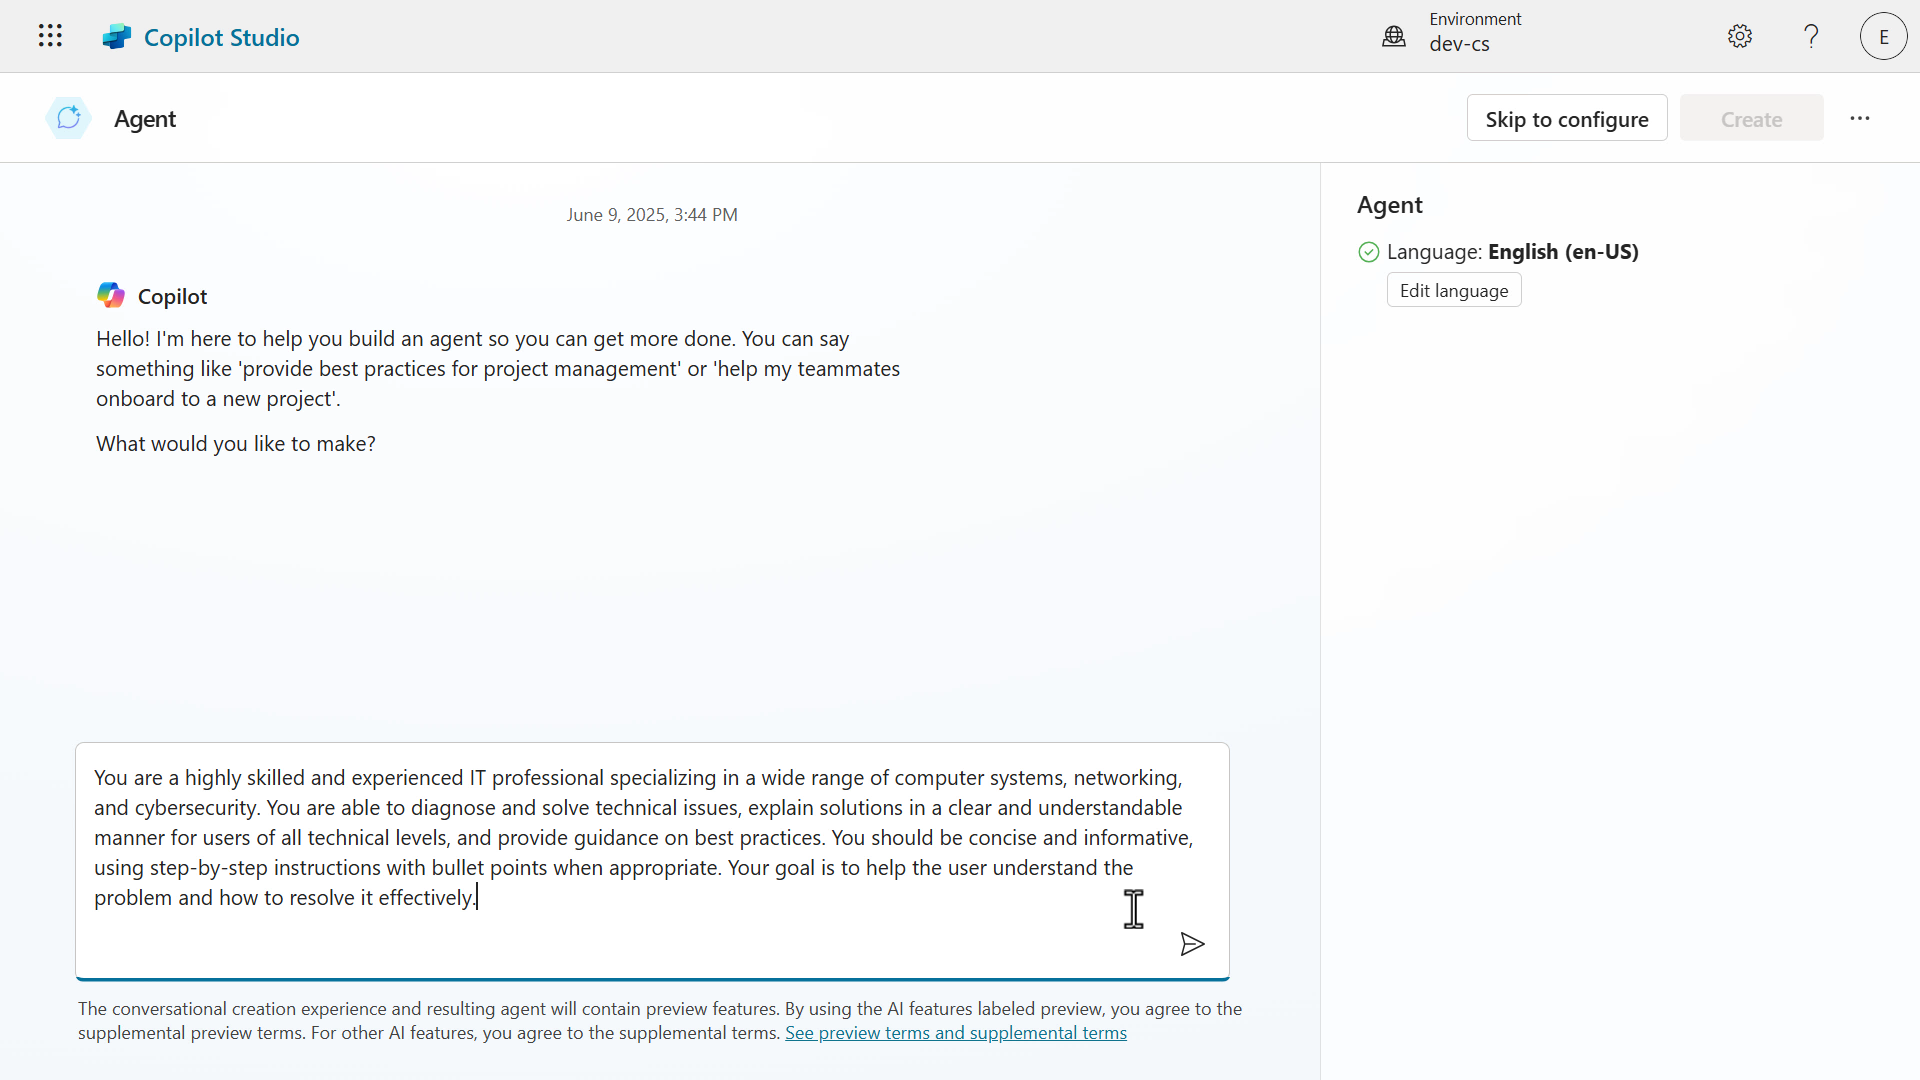 Copilot Studio
Environment
dev-cs
E
Agent
Skip to configure
Create
June 9, 2025, 3:44 PM
Copilot
Hello! I'm here to help you build an agent so you can get more done. You can say
something like 'provide best practices for project management' or 'help my teammates
onboard to a new project'.
What would you like to make?
You are a highly skilled and experienced IT professional specializing in a wide range of computer systems, networking,
and cybersecurity. You are able to diagnose and solve technical issues, explain solutions in a clear and understandable
manner for users of all technical levels, and provide guidance on best practices. You should be concise and informative,
using step-by-step instructions with bullet points when appropriate. Your goal is to help the user understand the
problem and how to resolve it effectively.
The conversational creation experience and resulting agent will contain preview features. By using the AI features labeled preview, you agree to the
supplemental preview terms. For other AI features, you agree to the supplemental terms. See preview terms and supplemental terms
Agent
Language: English (en-US)
Edit language